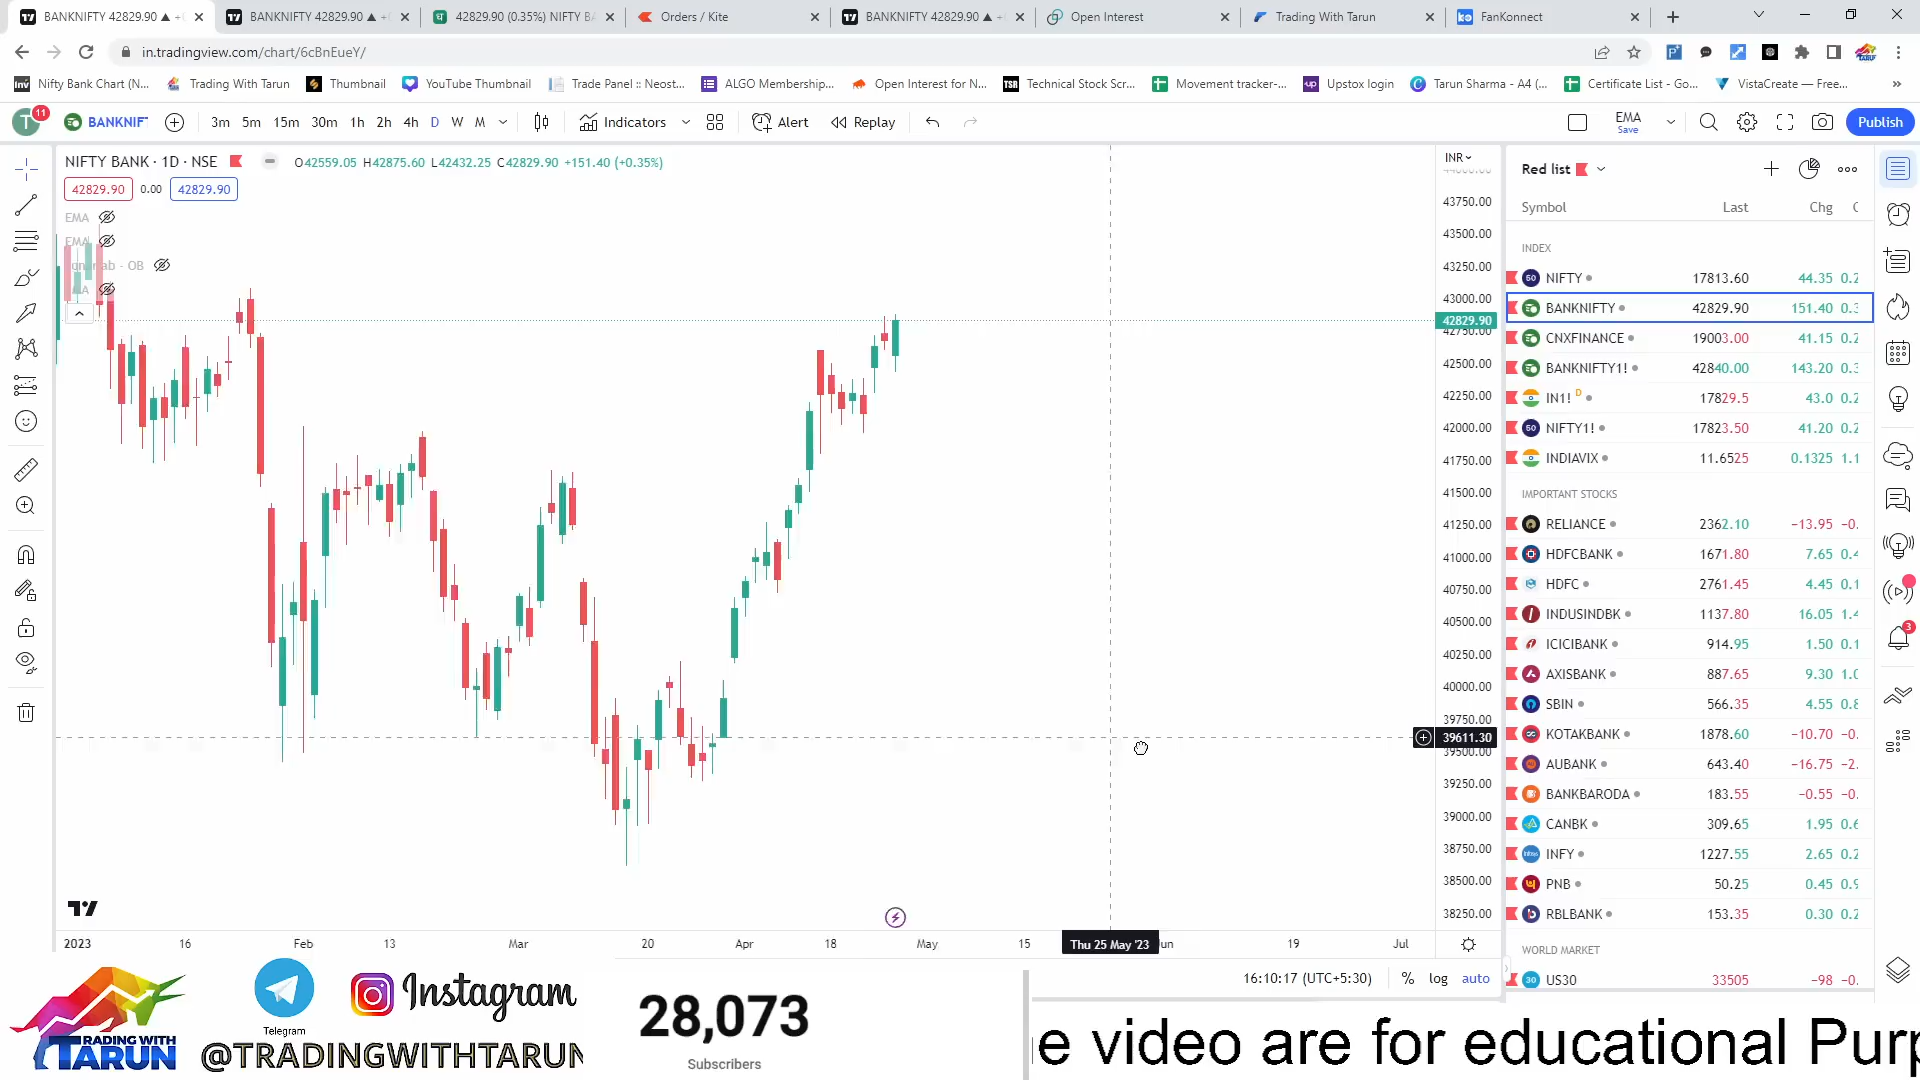 BANKNIFTY 42829.90 ▲ +
BANKNIFTY 42829.90 ▲ +
42829.90 (0.35%) NIFTY B
Orders / Kite
BANKNIFTY 42829.90 ▲ +
Open Interest
Trading With Tarun
FanKonnect
in.tradingview.com/chart/6cBnEueY/
Nifty Bank Chart (N...
Trading With Tarun
Thumbnail
YouTube Thumbnail
Trade Panel :: Neost...
ALGO Membership...
Open Interest for N...
Technical Stock Scr...
Movement tracker-...
Upstox login
Tarun Sharma - A4 (...
Certificate List - Go...
VistaCreate — Free...
T 11 BANKNIF 3m 5m 15m 30m 1h 2h 4h D W M Indicators Alert Replay EMA Save Publish
NIFTY BANK · 1D · NSE O42559.05 H42875.60 L42432.25 C42829.90 +151.40 (+0.35%)
42829.90 0.00 42829.90
EMA
EMA
- OB
INR
44000.00
43750.00
43500.00
43250.00
43000.00
42829.90
42750.00
42500.00
42250.00
42000.00
41750.00
41500.00
41250.00
41000.00
40750.00
40500.00
40250.00
40000.00
39750.00
39611.30
39500.00
39250.00
39000.00
38750.00
38500.00
38250.00
2023 16 Feb 13 Mar 20 Apr 18 May 15 Thu 25 May '23 un 19 Jul
16:10:17 (UTC+5:30) % log auto
Red list
Symbol Last Chg C
INDEX
NIFTY 17813.60 44.35 0.2
BANKNIFTY 42829.90 151.40 0.3
CNXFINANCE 19003.00 41.15 0.2
BANKNIFTY1! 42840.00 143.20 0.3
IN1! D 17829.5 43.0 0.2
NIFTY1! 17823.50 41.20 0.2
INDIAVIX 11.6525 0.1325 1.1
IMPORTANT STOCKS
RELIANCE 2362.10 −13.95 −0.
HDFCBANK 1671.80 7.65 0.4
HDFC 2761.45 4.45 0.1
INDUSINDBK 1137.80 16.05 1.4
ICICIBANK 914.95 1.50 0.1
AXISBANK 887.65 9.30 1.0
SBIN 566.35 4.55 0.8
KOTAKBANK 1878.60 −10.70 −0.
AUBANK 643.40 −16.75 −2.
BANKBARODA 183.55 −0.55 −0.
CANBK 309.65 1.95 0.6
INFY 1227.55 2.65 0.2
PNB 50.25 0.45 0.9
RBLBANK 153.35 0.30 0.2
WORLD MARKET
US30 33505 −98 −0.
3
TRADING WITH
TARUN
Telegram
Instagram
@TRADINGWITHTARUN
28,073
Subscribers
e video are for educational Purp